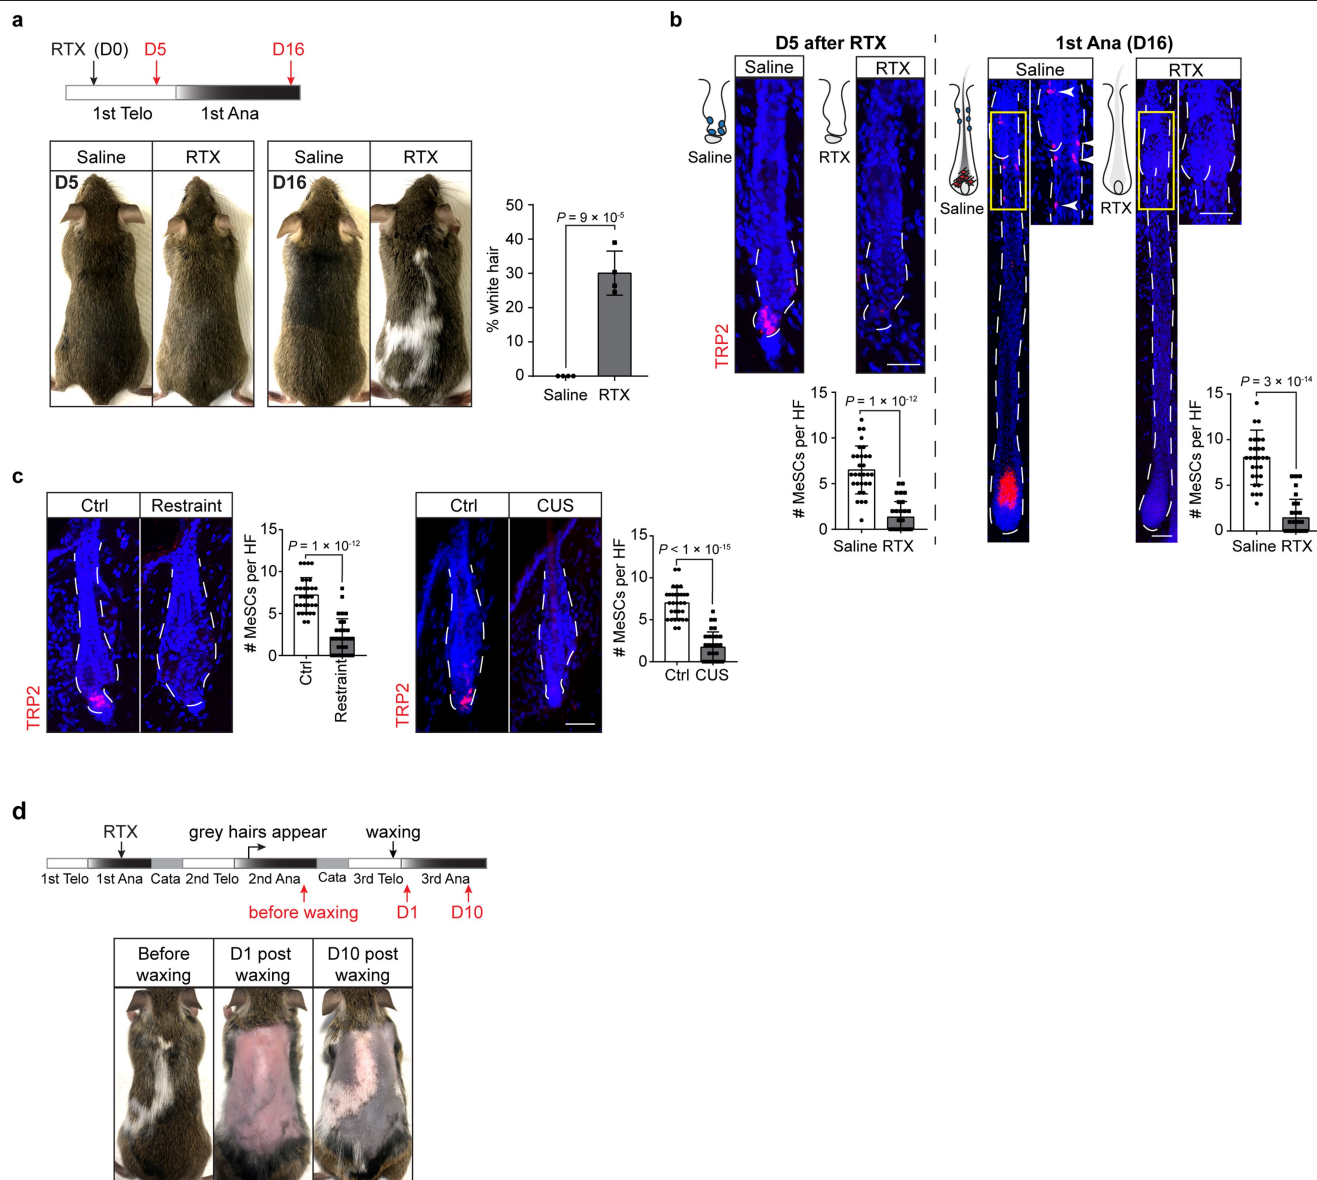 a
RTX (D0)
D5
D16
1st Telo
1st Ana
Saline
RTX
Saline
RTX
D5
D16
50
40
30
20
10
0
% white hair
P = 9 × 10-5
Saline
RTX
b
D5 after RTX
1st Ana (D16)
Saline
RTX
Saline
RTX
Saline
RTX
Saline
RTX
TRP2
15
10
5
0
# MeSCs per HF
P = 1 × 10-12
Saline RTX
15
10
5
0
# MeSCs per HF
P = 3 × 10-14
Saline RTX
c
Ctrl
Restraint
TRP2
15
10
5
0
# MeSCs per HF
P = 1 × 10-12
Ctrl
Restraint
Ctrl
CUS
TRP2
15
10
5
0
# MeSCs per HF
P < 1 × 10-15
Ctrl CUS
d
RTX
grey hairs appear
waxing
1st Telo
1st Ana
Cata
2nd Telo
2nd Ana
Cata
3rd Telo
3rd Ana
before waxing
D1
D10
Before
waxing
D1 post
waxing
D10 post
waxing